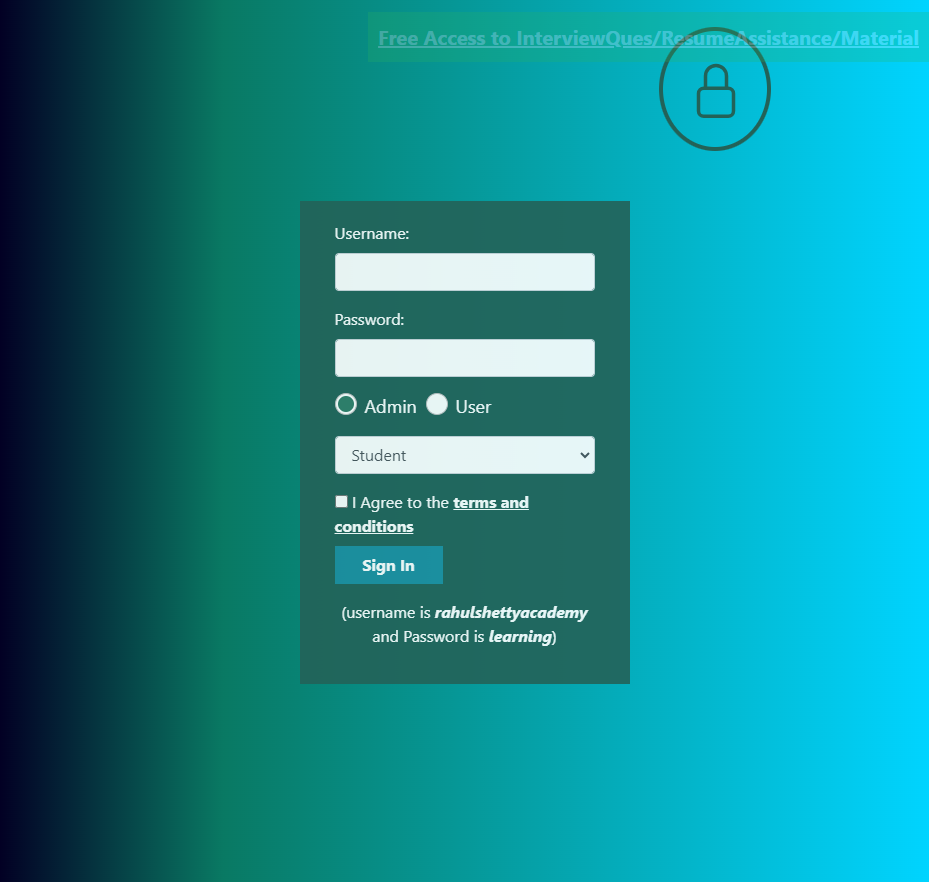 Free Access to InterviewQues/ResumeAssistance/Material
Username:
Password:
Admin User
Student
I Agree to the terms and
conditions
Sign In
(username is rahulshettyacademy
and Password is learning)